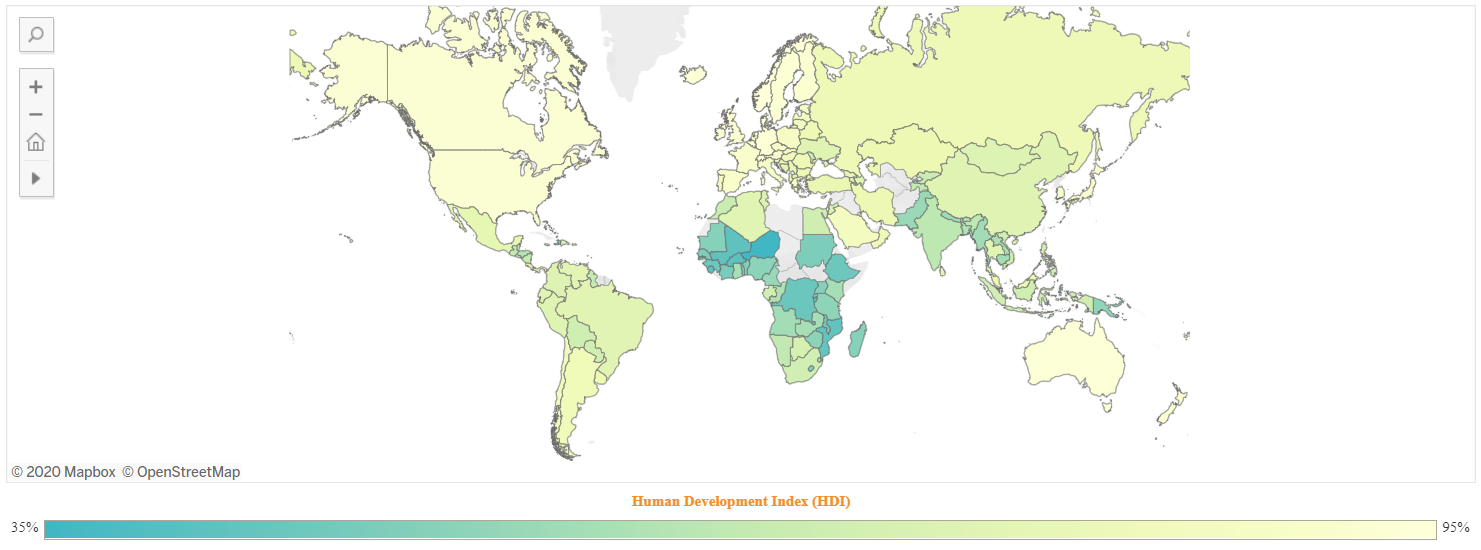 © 2020 Mapbox © OpenStreetMap
Human Development Index (HDI)
35%
95%